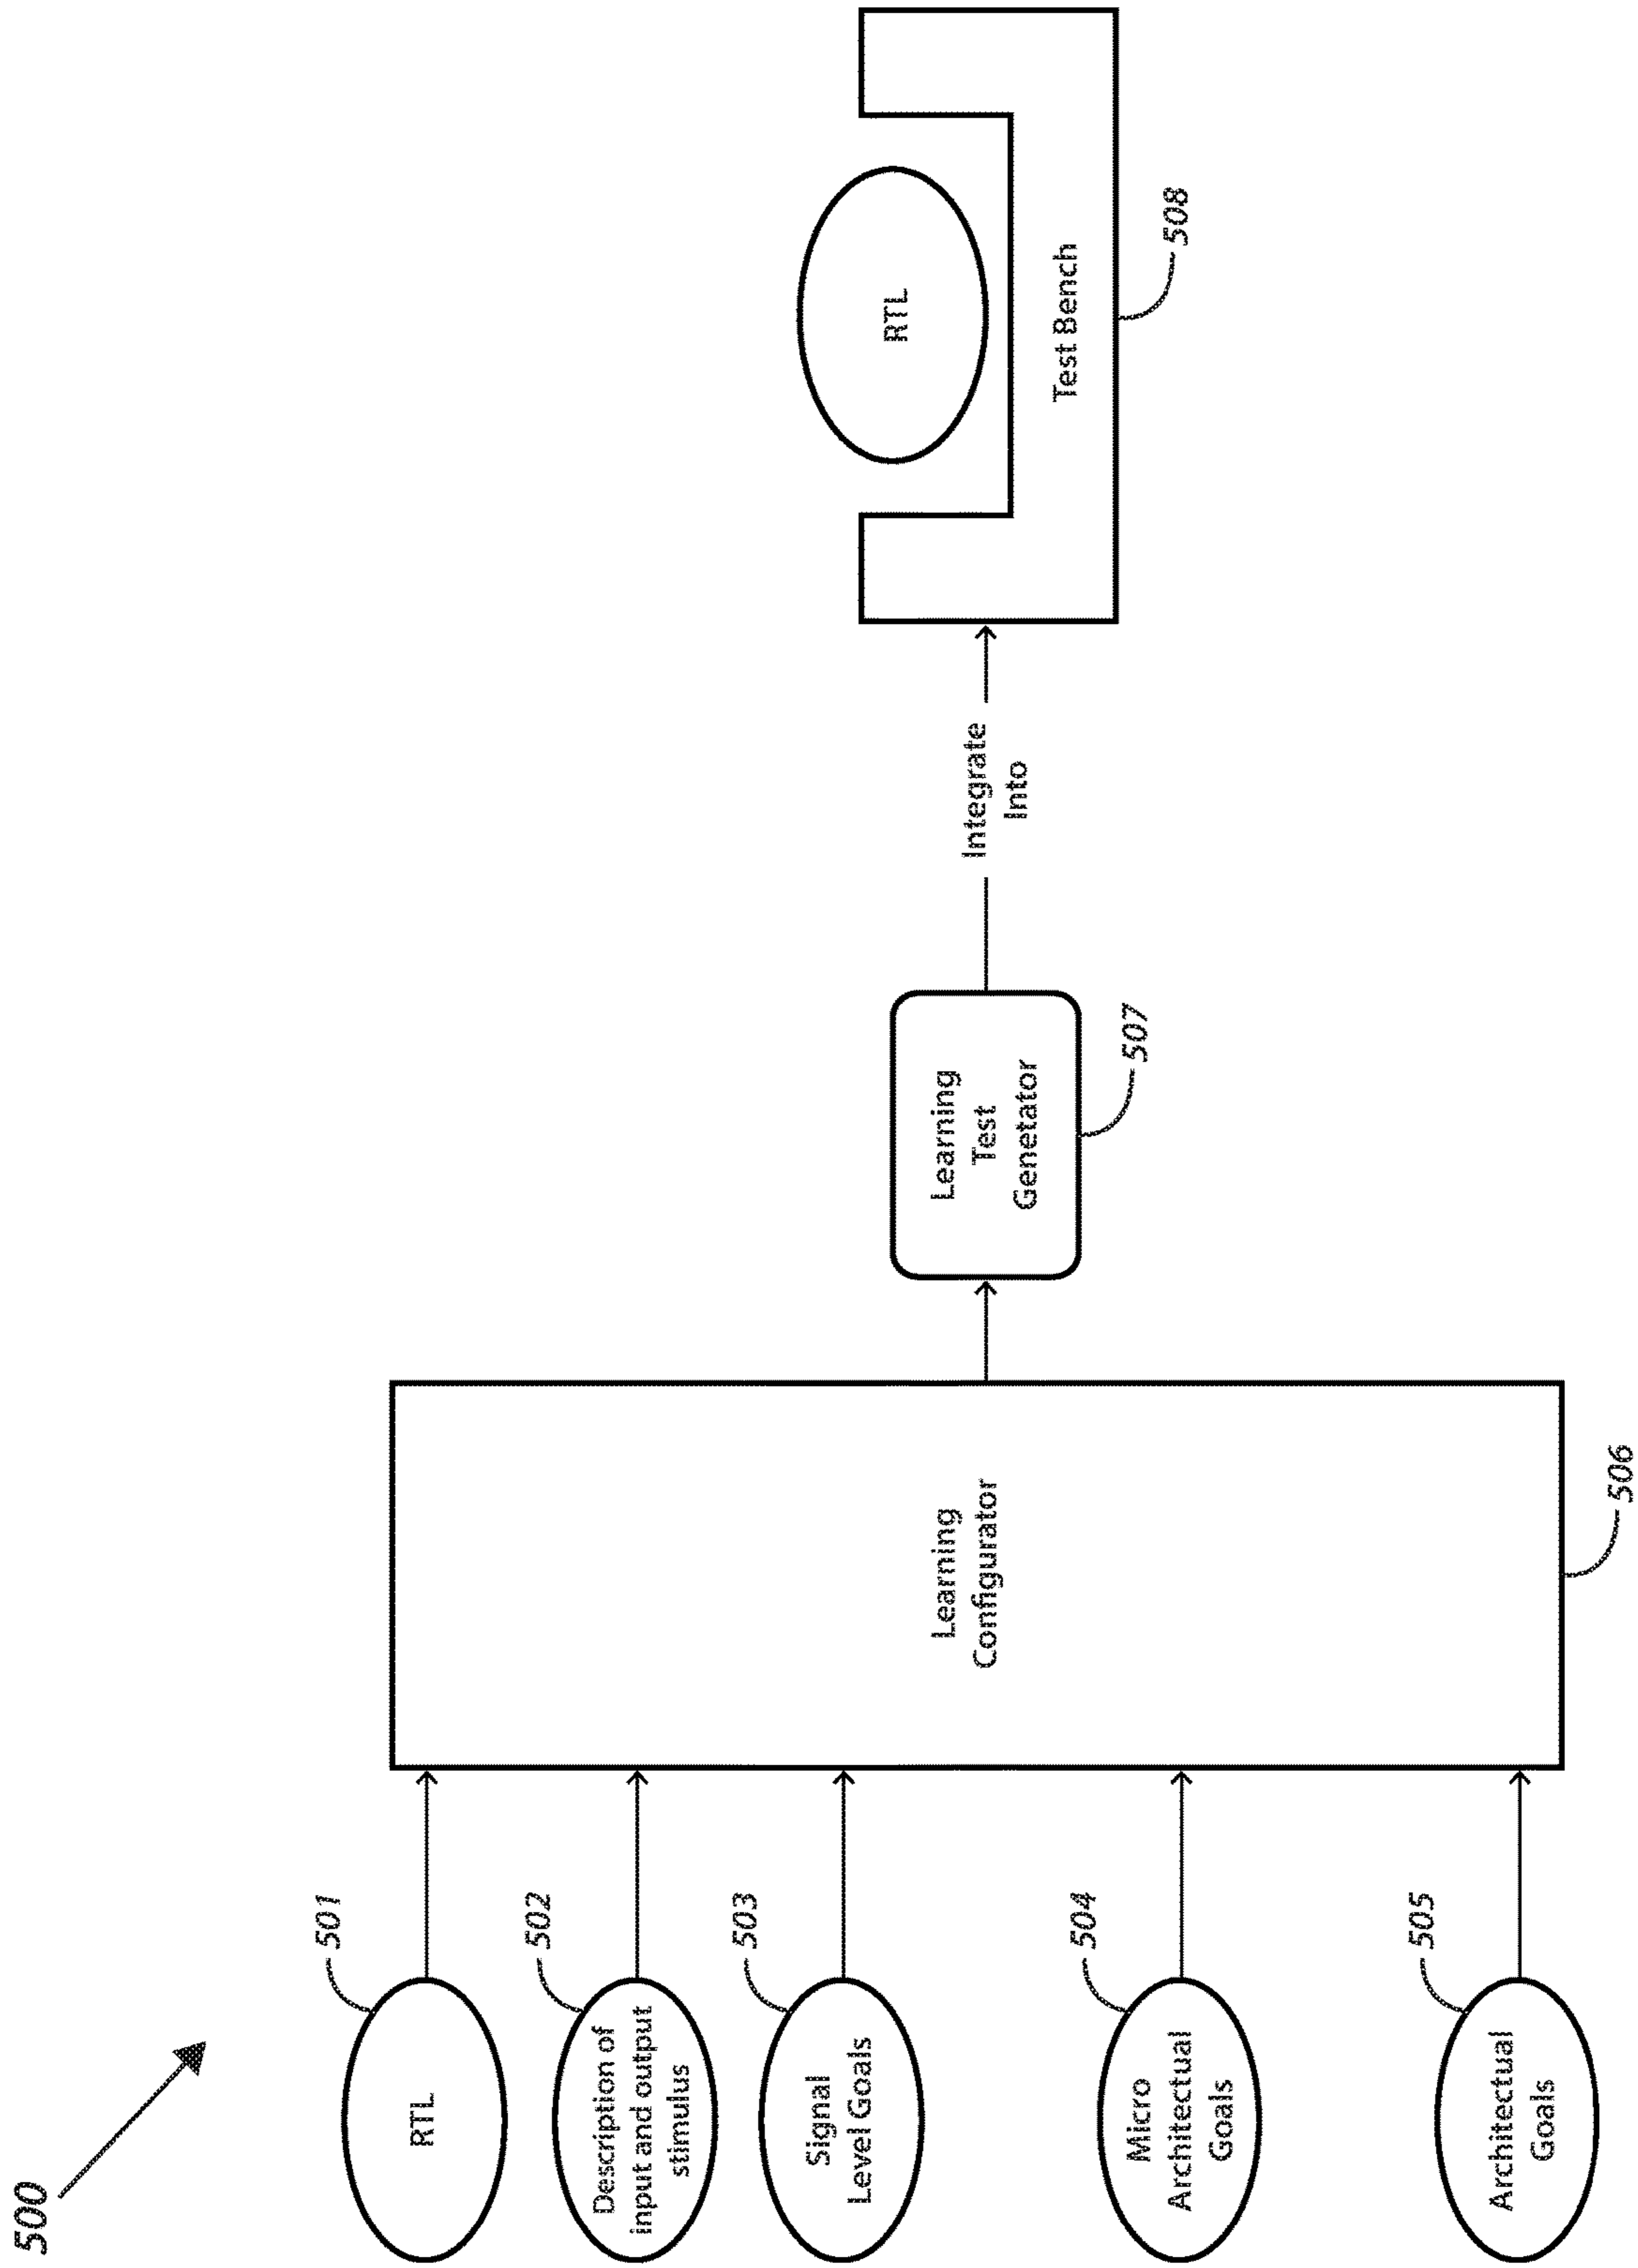 500
501
RTL
502
Description of
input and output
stimulus
503
Signal
Level Goals
504
Micro
Architectual
Goals
505
Architectual
Goals
Learning
Configurator
506
Learning
Test
Genetator
507
Integrate
Into
RTL
Test Bench
508